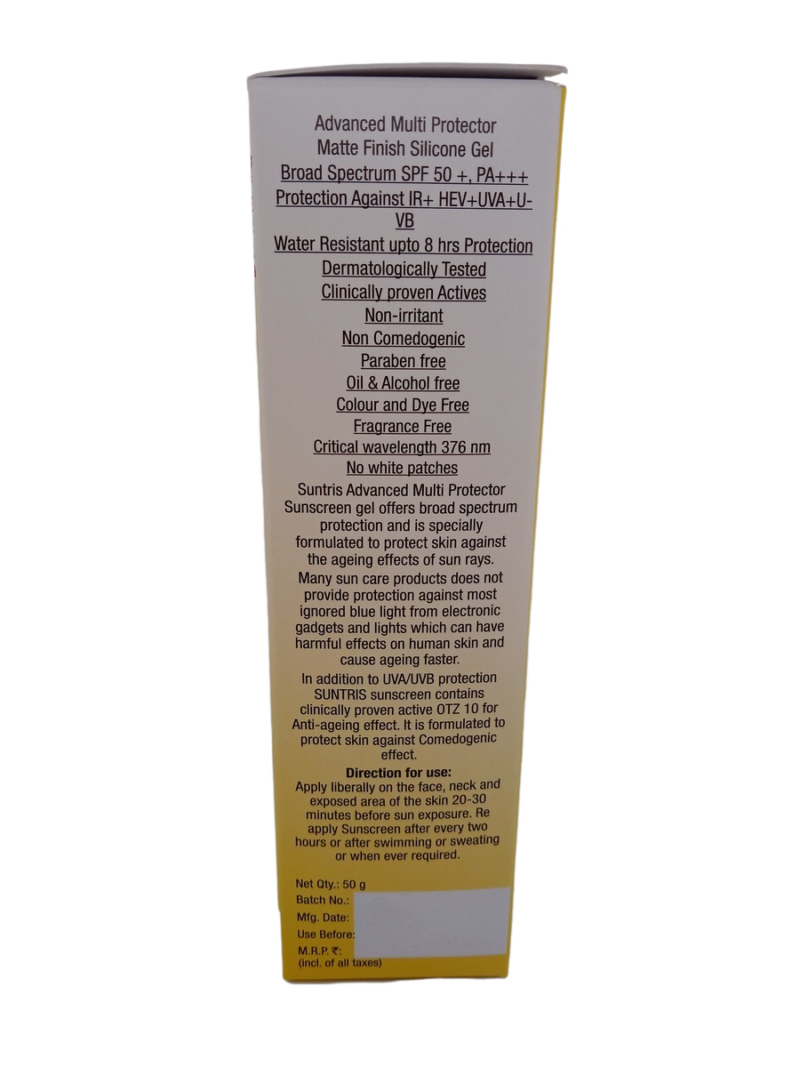 Advanced Multi Protector
Matte Finish Silicone Gel
Broad Spectrum SPF 50 +, PA+++
Protection Against IR+ HEV+UVA+U-
VB
Water Resistant upto 8 hrs Protection
Dermatologically Tested
Clinically proven Actives
Non-irritant
Non Comedogenic
Paraben free
Oil & Alcohol free
Colour and Dye Free
Fragrance Free
Critical wavelength 376 nm
No white patches
Suntris Advanced Multi Protector
Sunscreen gel offers broad spectrum
protection and is specially
formulated to protect skin against
the ageing effects of sun rays.
Many sun care products does not
provide protection against most
ignored blue light from electronic
gadgets and lights which can have
harmful effects on human skin and
cause ageing faster.
In addition to UVA/UVB protection
SUNTRIS sunscreen contains
clinically proven active OTZ 10 for
Anti-ageing effect. It is formulated to
protect skin against Comedogenic
effect.
Direction for use:
Apply liberally on the face, neck and
exposed area of the skin 20-30
minutes before sun exposure. Re
apply Sunscreen after every two
hours or after swimming or sweating
or when ever required.
Net Qty.: 50 g
Batch No.:
Mfg. Date:
Use Before:
M.R.P. ₹:
(incl. of all taxes)